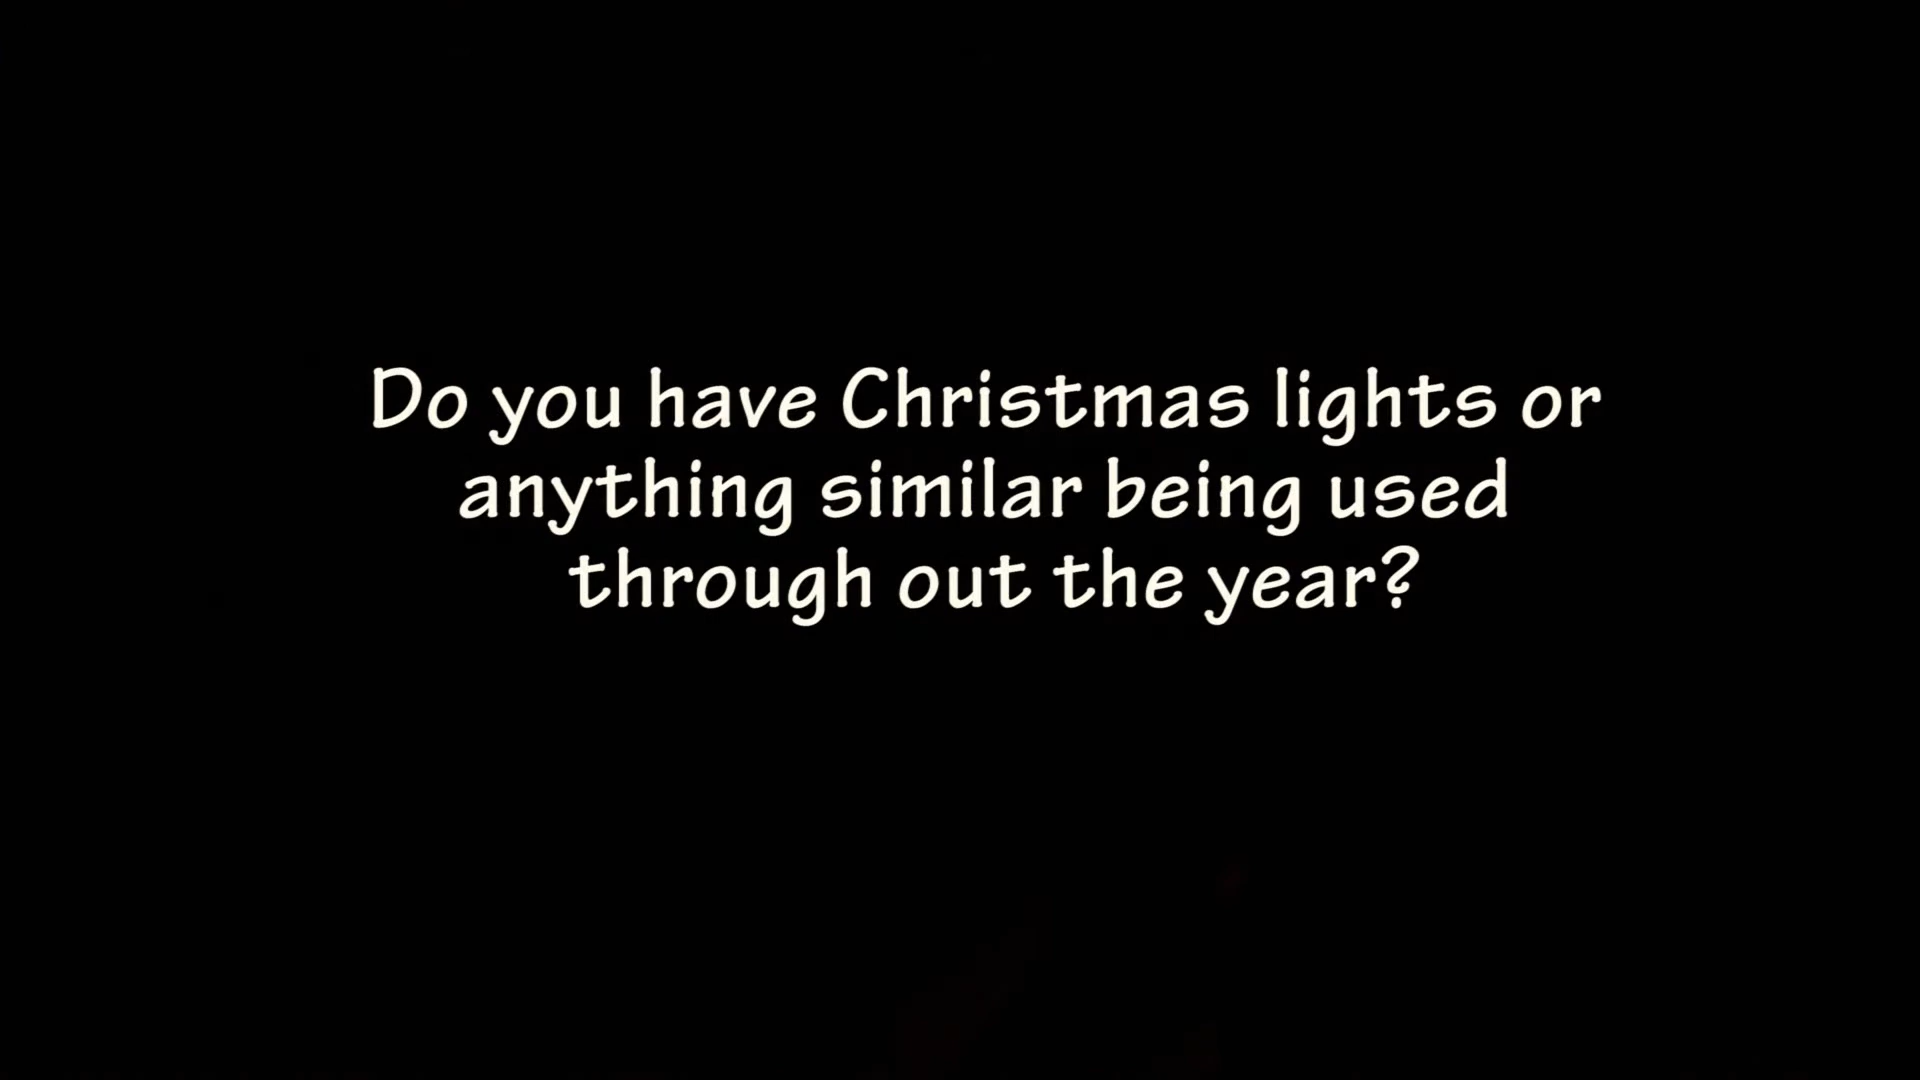 Do you have Christmas lights or
anything similar being used
through out the year?